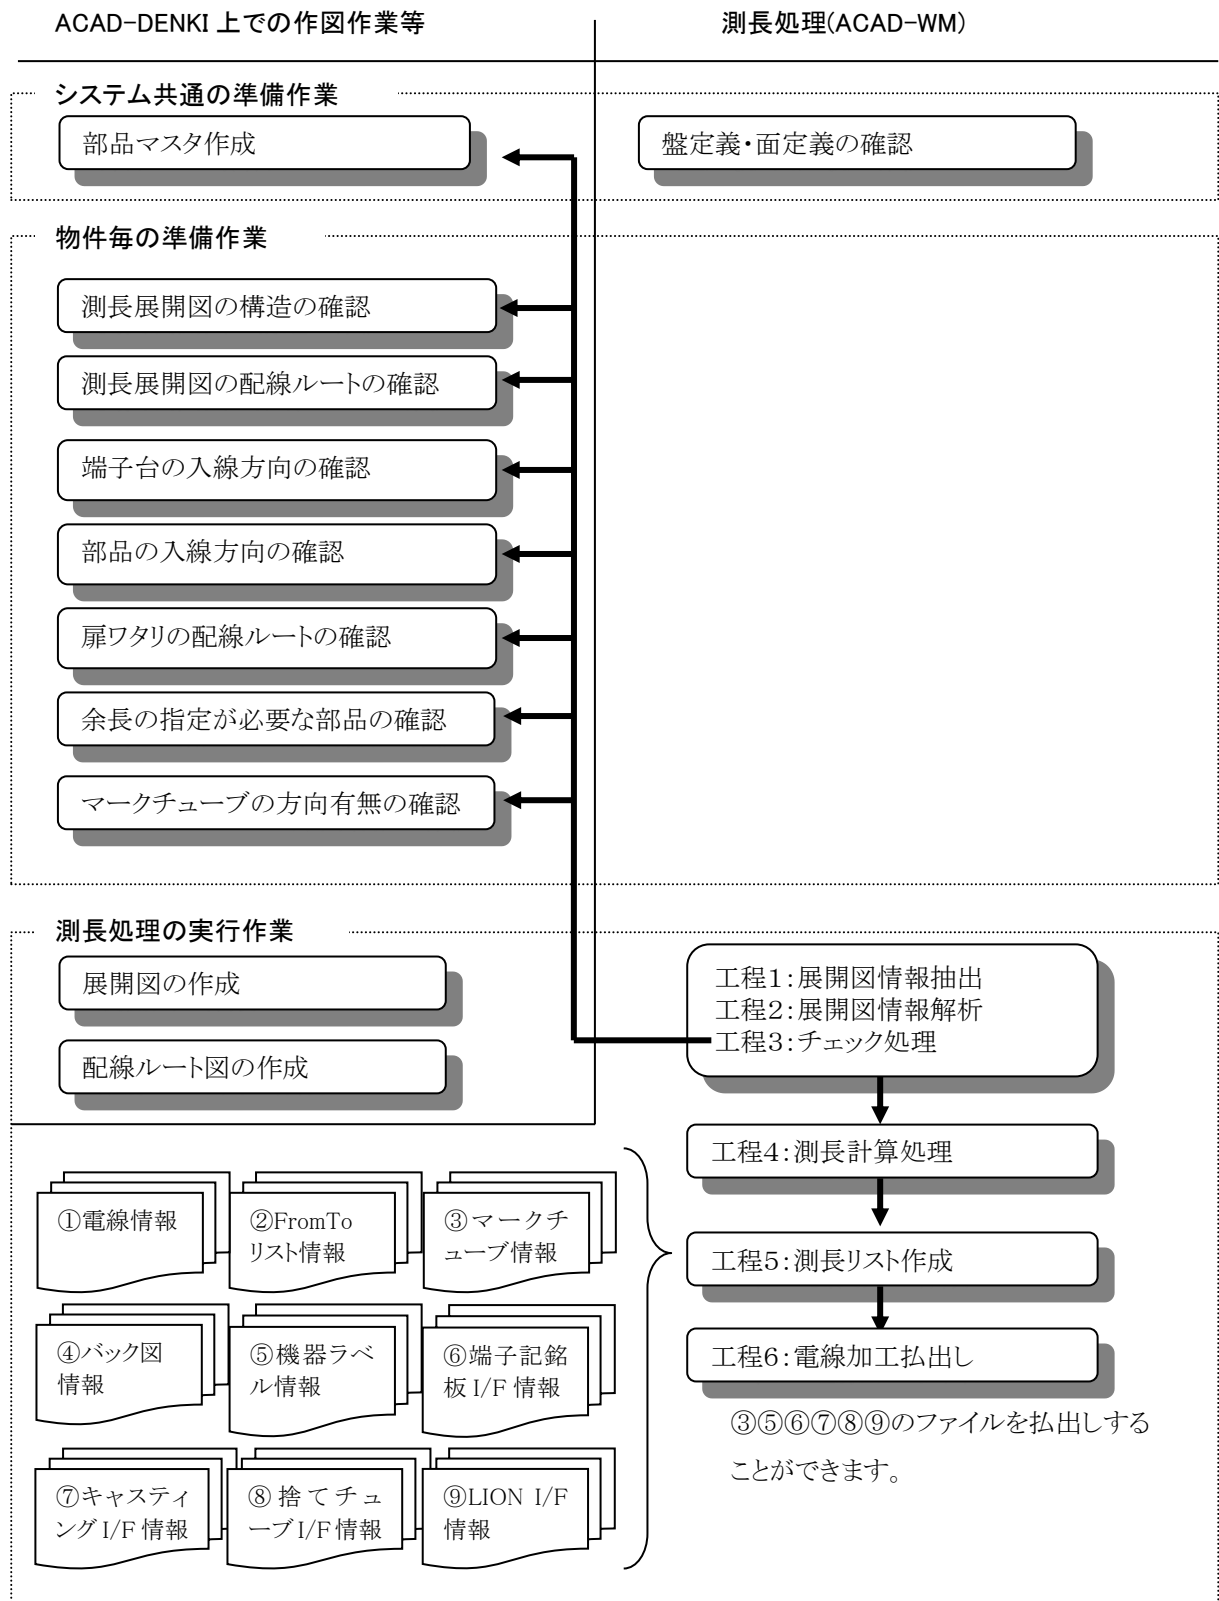 ACAD-DENKI 上での作図作業等
測長処理(ACAD-WM)
システム共通の準備作業
部品マスタ作成
盤定義・面定義の確認
物件毎の準備作業
測長展開図の構造の確認
測長展開図の配線ルートの確認
端子台の入線方向の確認
部品の入線方向の確認
扉ワタリの配線ルートの確認
余長の指定が必要な部品の確認
マークチューブの方向有無の確認
測長処理の実行作業
展開図の作成
配線ルート図の作成
工程1：展開図情報抽出
工程2：展開図情報解析
工程3：チェック処理
工程4：測長計算処理
工程5：測長リスト作成
工程6：電線加工払出し
③⑤⑥⑦⑧⑨のファイルを払出しする
ことができます。
①電線情報
②FromTo
リスト情報
③マークチ
ューブ情報
④バック図
情報
⑤機器ラベ
ル情報
⑥端子記銘
板 I/F 情報
⑦キャスティ
ング I/F 情報
⑧捨てチュ
ーブ I/F 情報
⑨LION I/F
情報